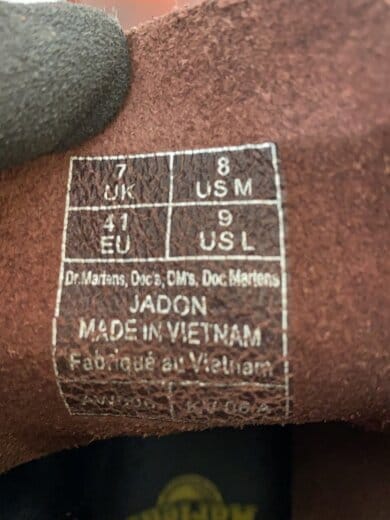 7 8
UK US M
41 9
EU US L
Dr.Martens, Doc's, DM's, Doc Martens
JADON
MADE IN VIETNAM
Fabriqué au Vietnam